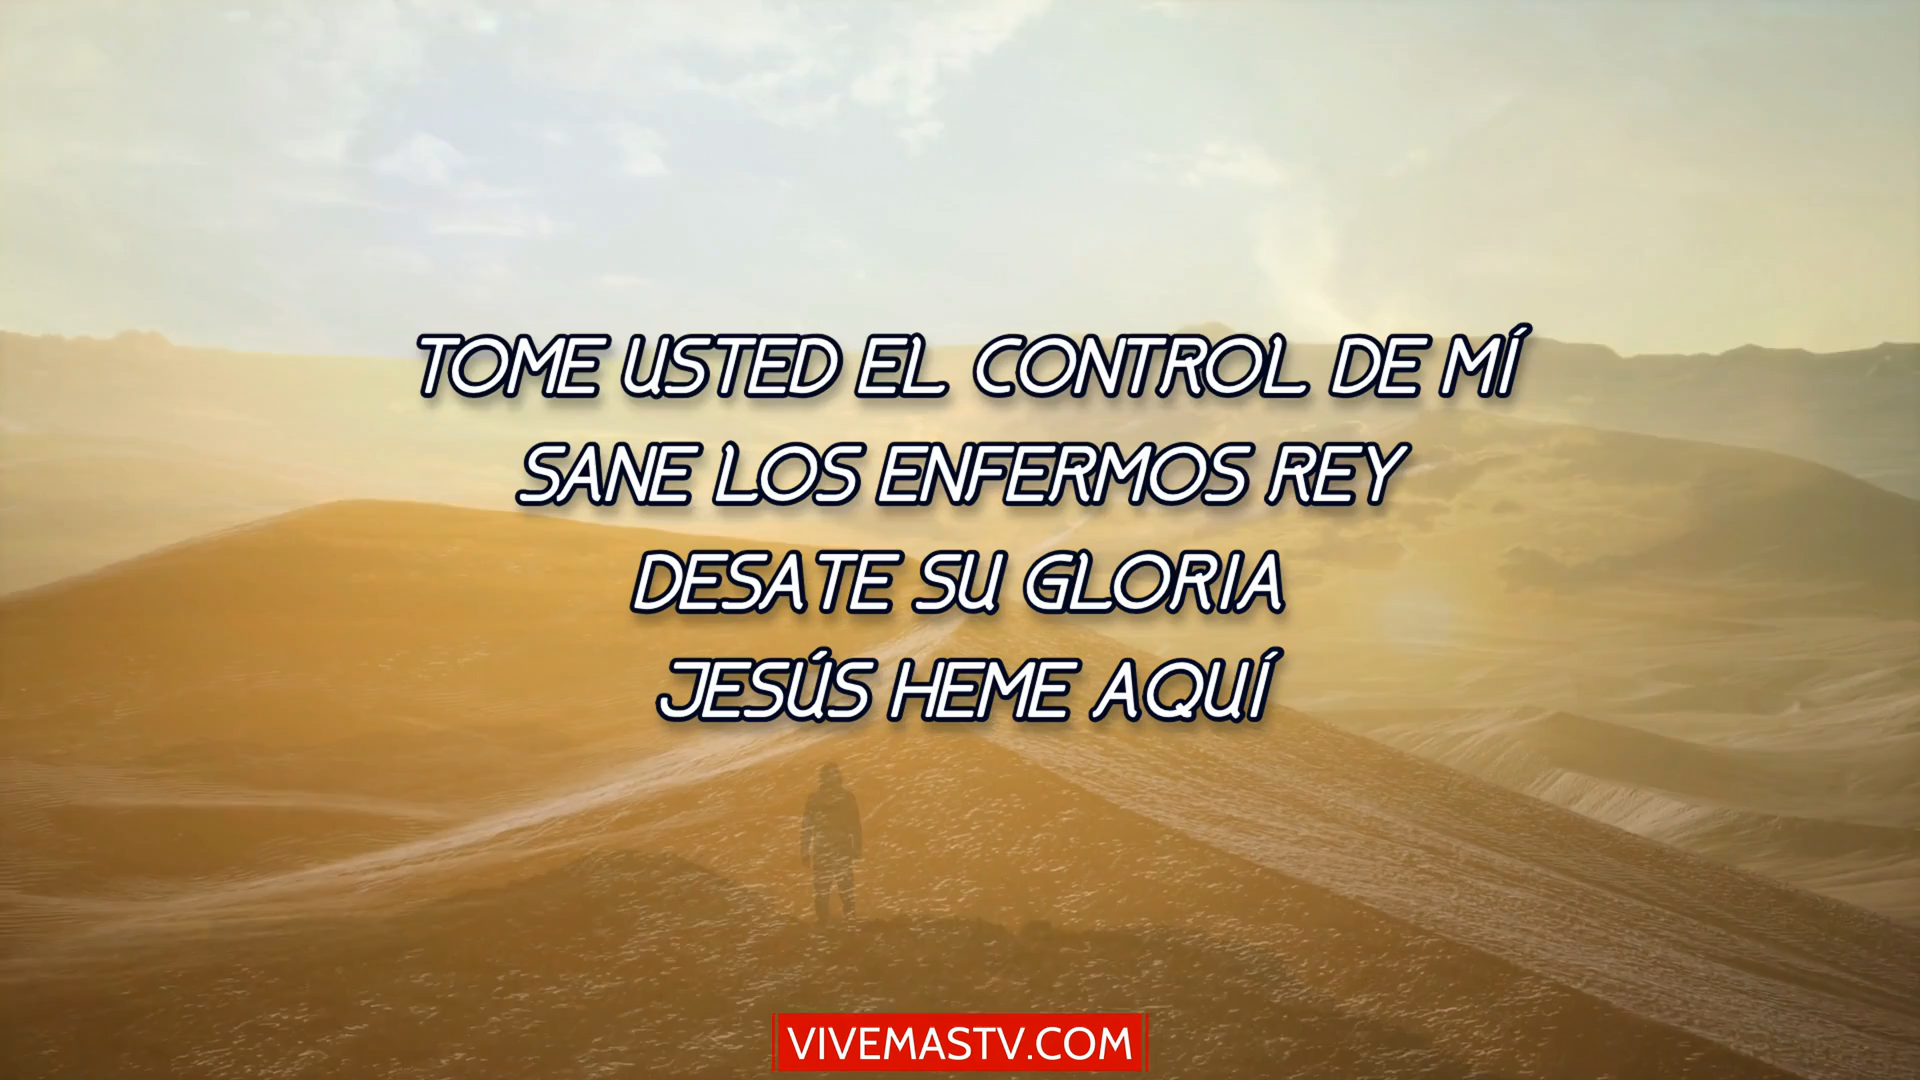 TOME USTED EL CONTROL DE MÍ
SANE LOS ENFERMOS REY
DESATE SU GLORIA
JESÚS HEME AQUÍ
VIVEMASTV.COM